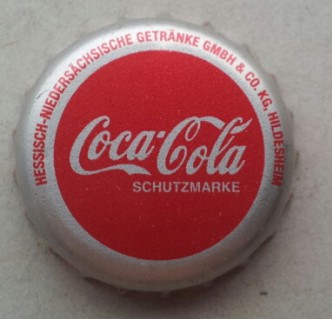 HESSISCH-NIEDERSÄCHSISCHE GETRÄNKE GMBH & CO. KG, HILDESHEIM
Coca-Cola
SCHUTZMARKE